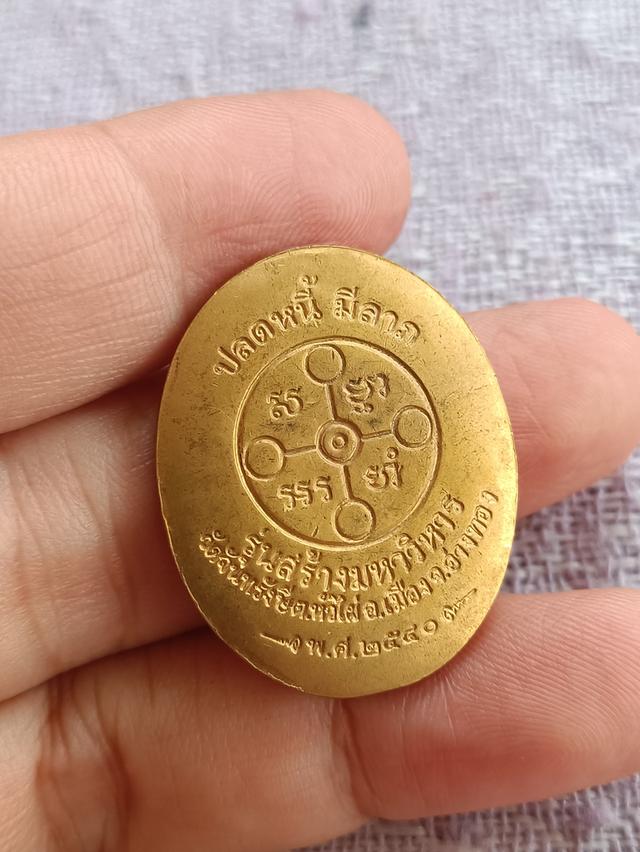 ปลดหนี้ มีลาภ
รุ่นสร้างมหาวิหาร
วัดจันทรังษี ต.หัวไผ่ อ.เมือง จ.อ่างทอง
พ.ศ.๒๕๔๐